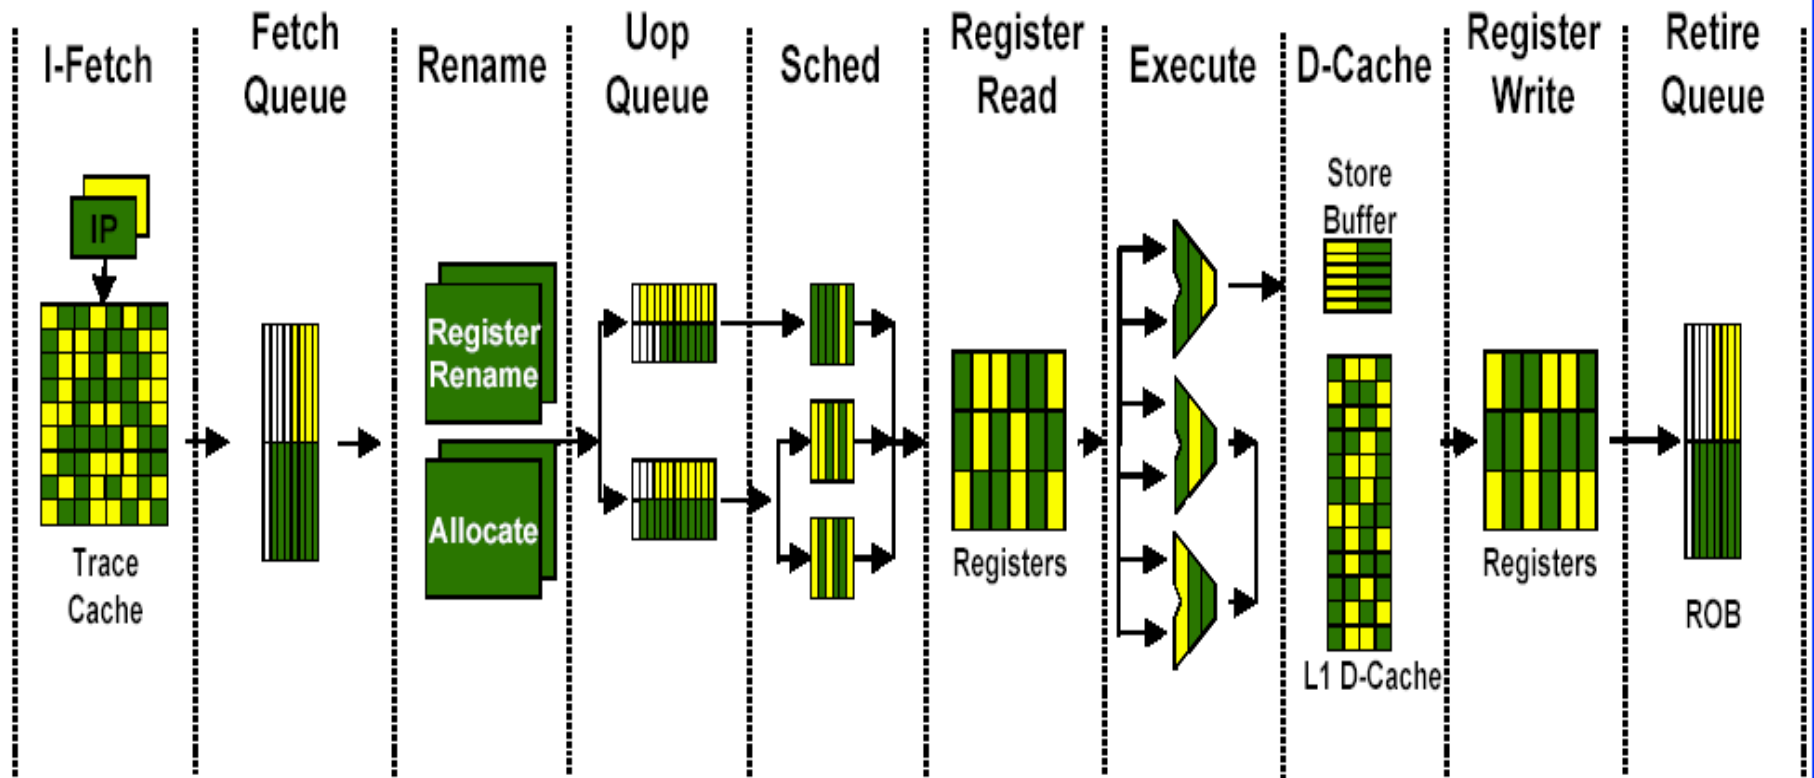 I-Fetch
Fetch
Queue
Rename
Uop
Queue
Sched
Register
Read
Execute
D-Cache
Register
Write
Retire
Queue
IP
Trace
Cache
Register
Rename
Allocate
Registers
Store
Buffer
L1 D-Cache
Registers
ROB